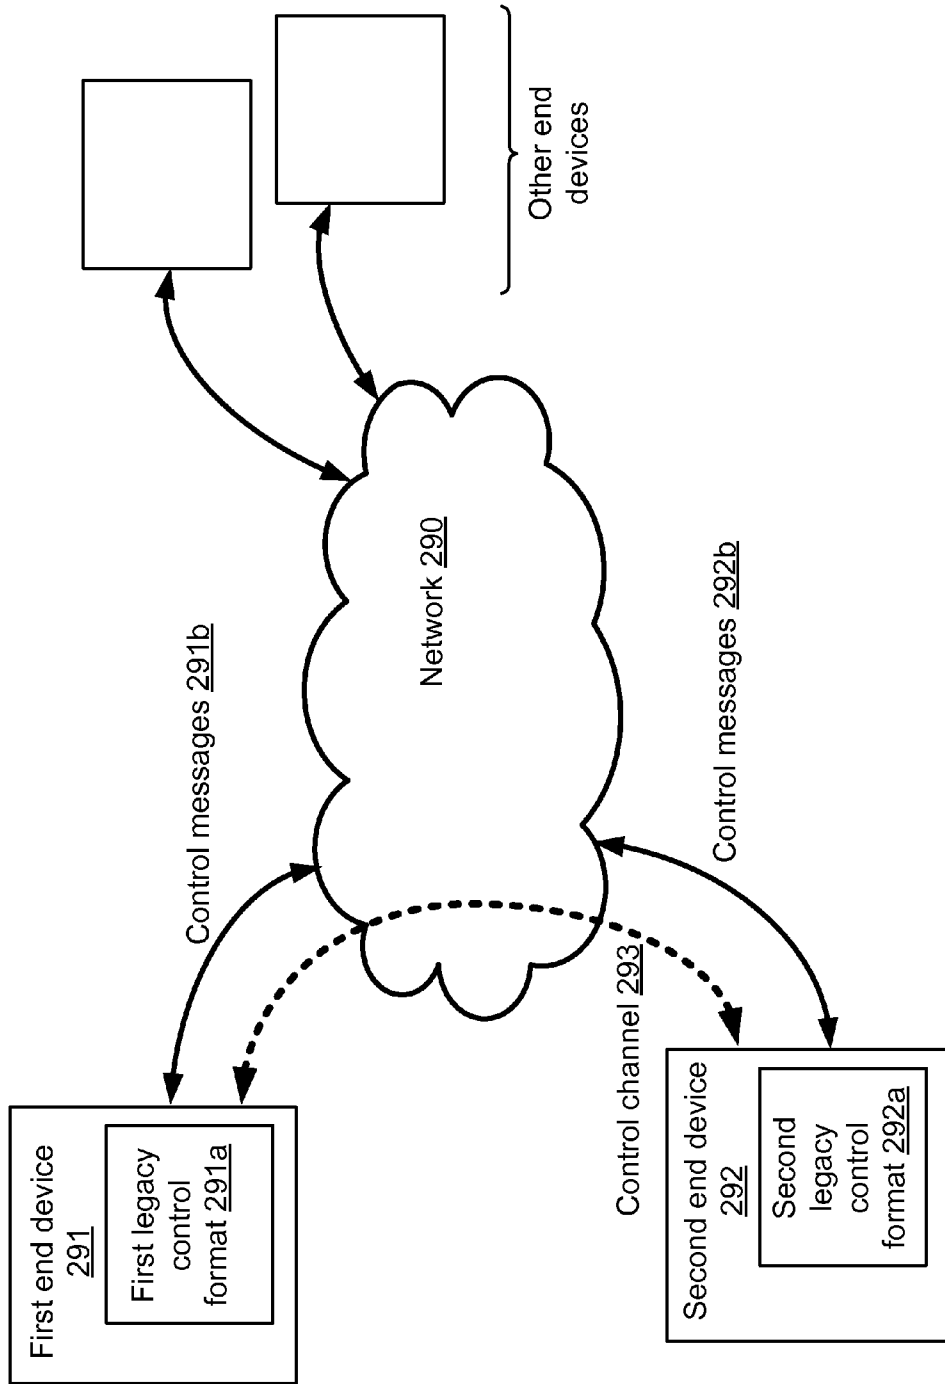 First end device
291
First legacy
control
format 291a
Control messages 291b
Network 290
Other end
devices
Control channel 293
Second end device
292
Second
legacy
control
format 292a
Control messages 292b